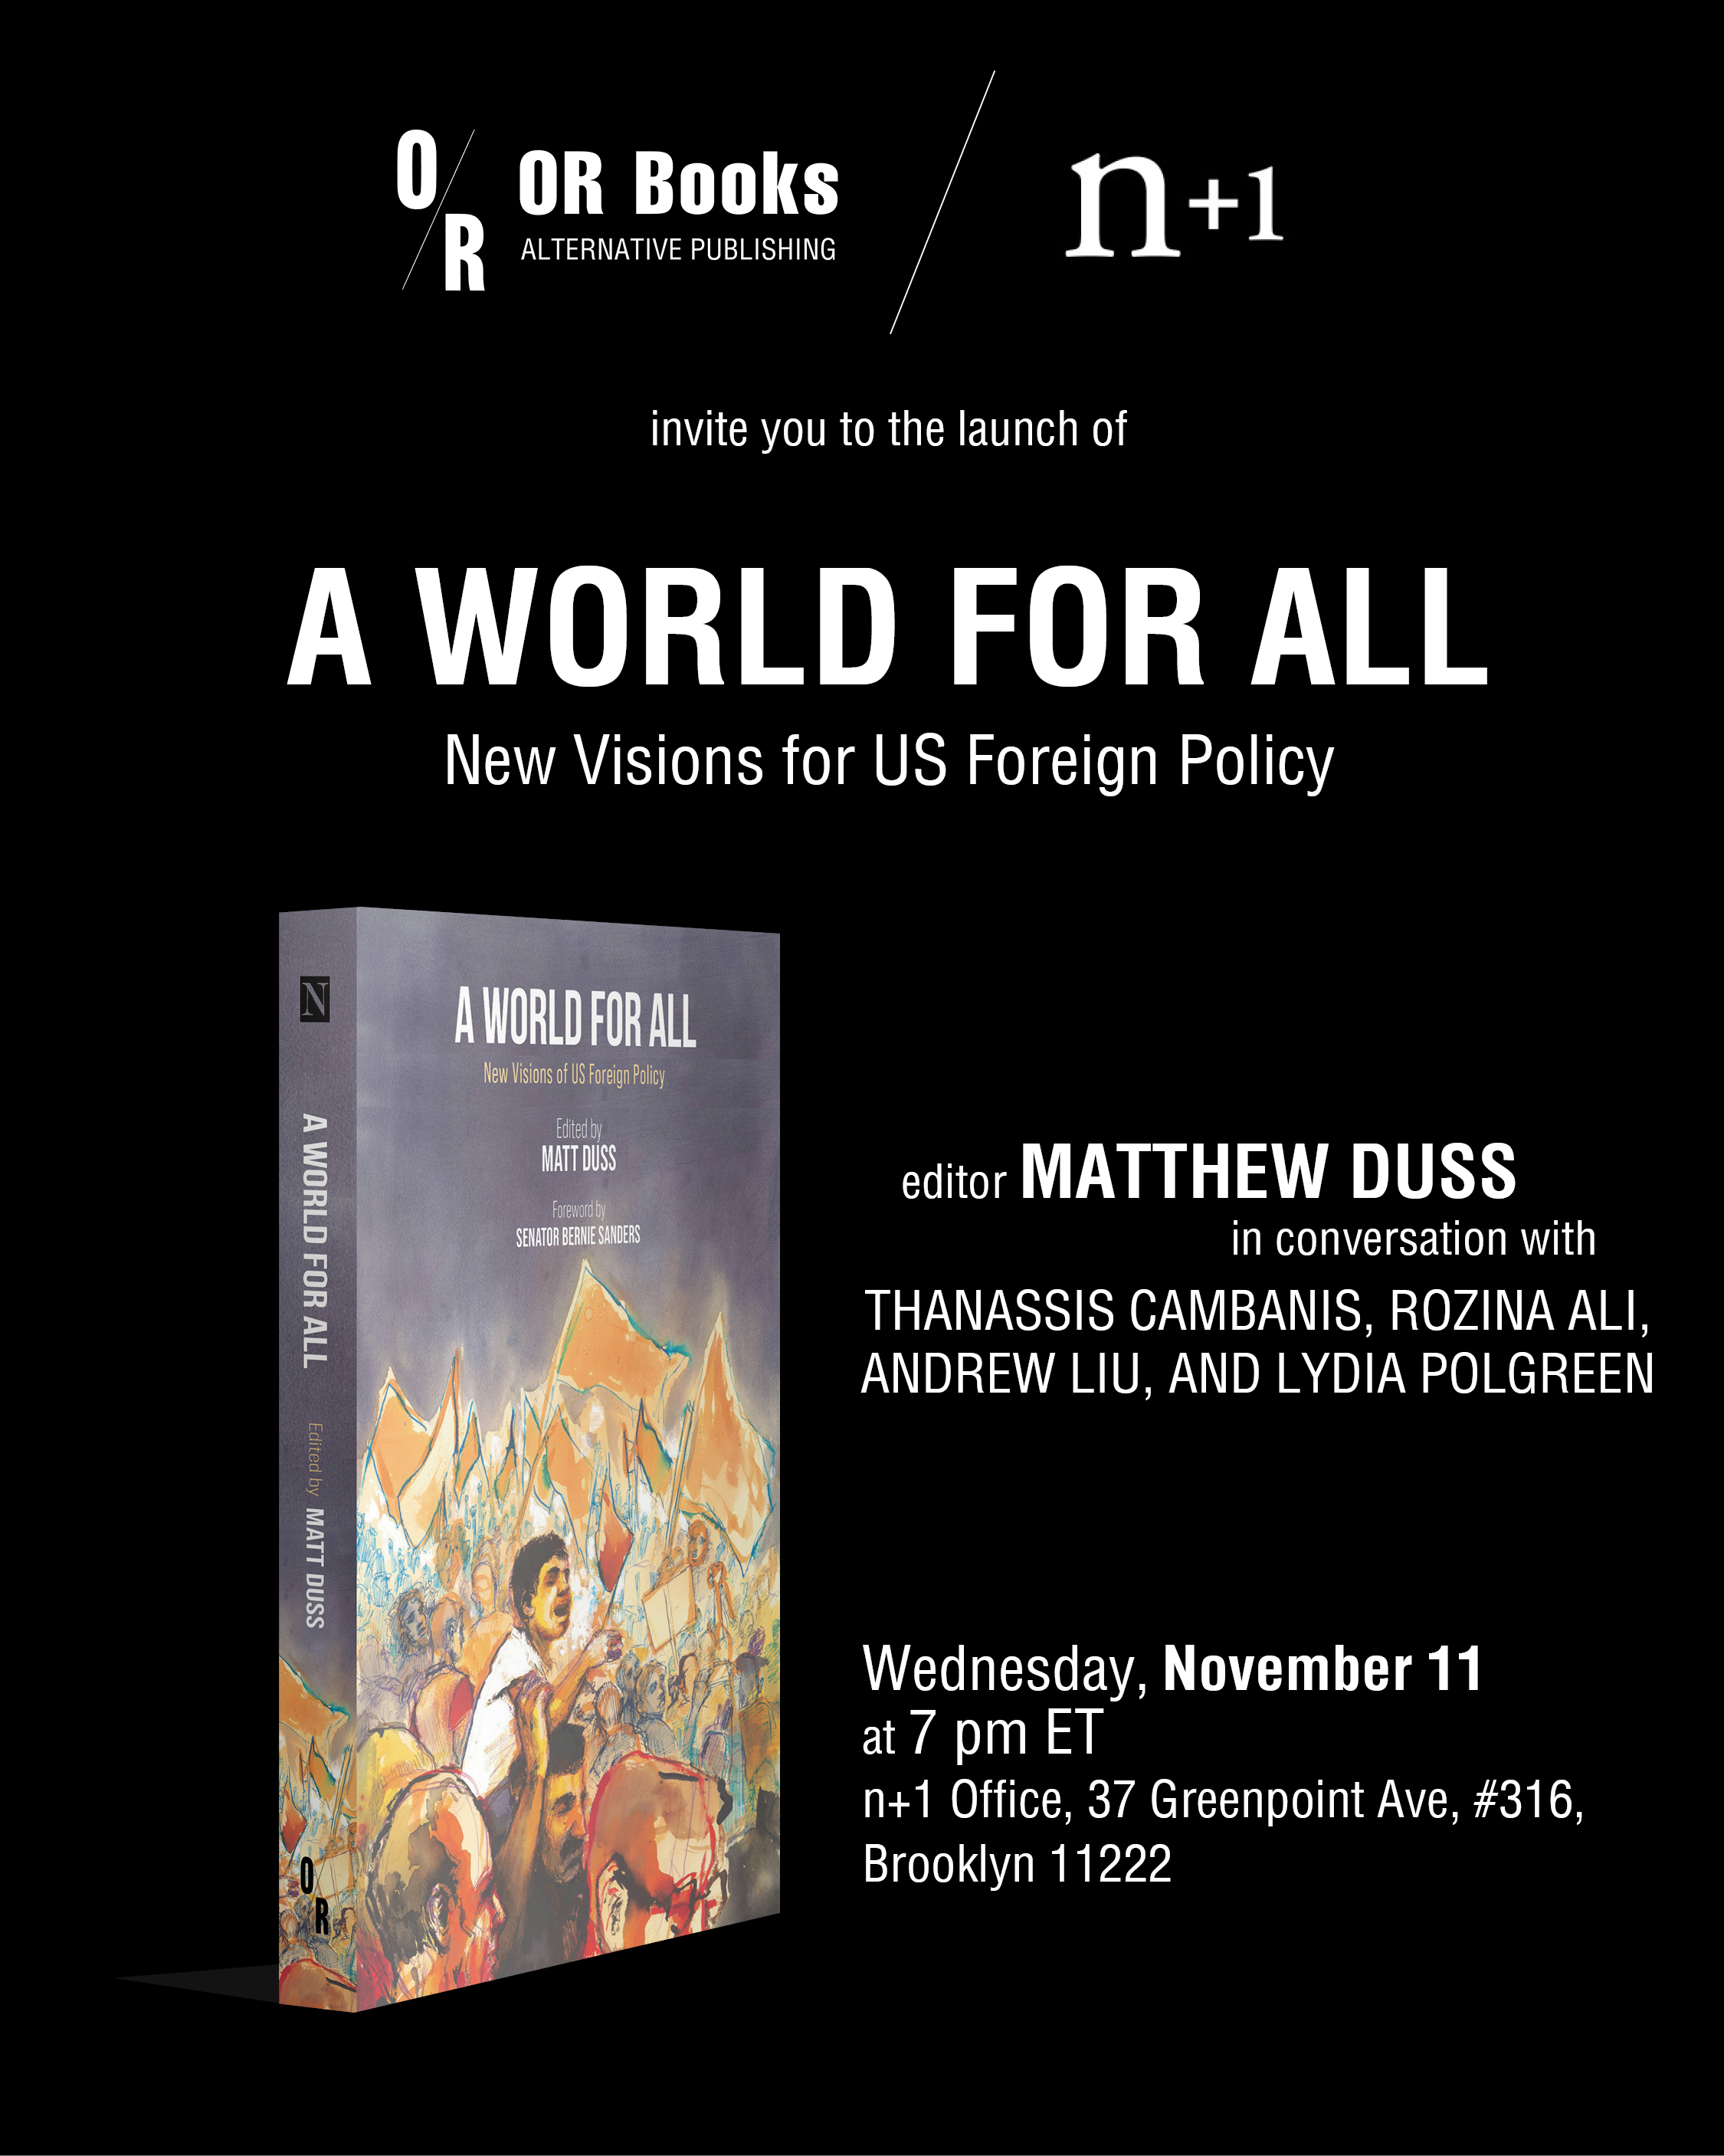 O
R
OR Books
ALTERNATIVE PUBLISHING
n+1
invite you to the launch of
A WORLD FOR ALL
New Visions for US Foreign Policy
N
A WORLD FOR ALL
Edited by MATT DUSS
O
R
A WORLD FOR ALL
New Visions of US Foreign Policy
Edited by
MATT DUSS
Foreword by
SENATOR BERNIE SANDERS
editor MATTHEW DUSS
in conversation with
THANASSIS CAMBANIS, ROZINA ALI,
ANDREW LIU, AND LYDIA POLGREEN
Wednesday, November 11
at 7 pm ET
n+1 Office, 37 Greenpoint Ave, #316,
Brooklyn 11222